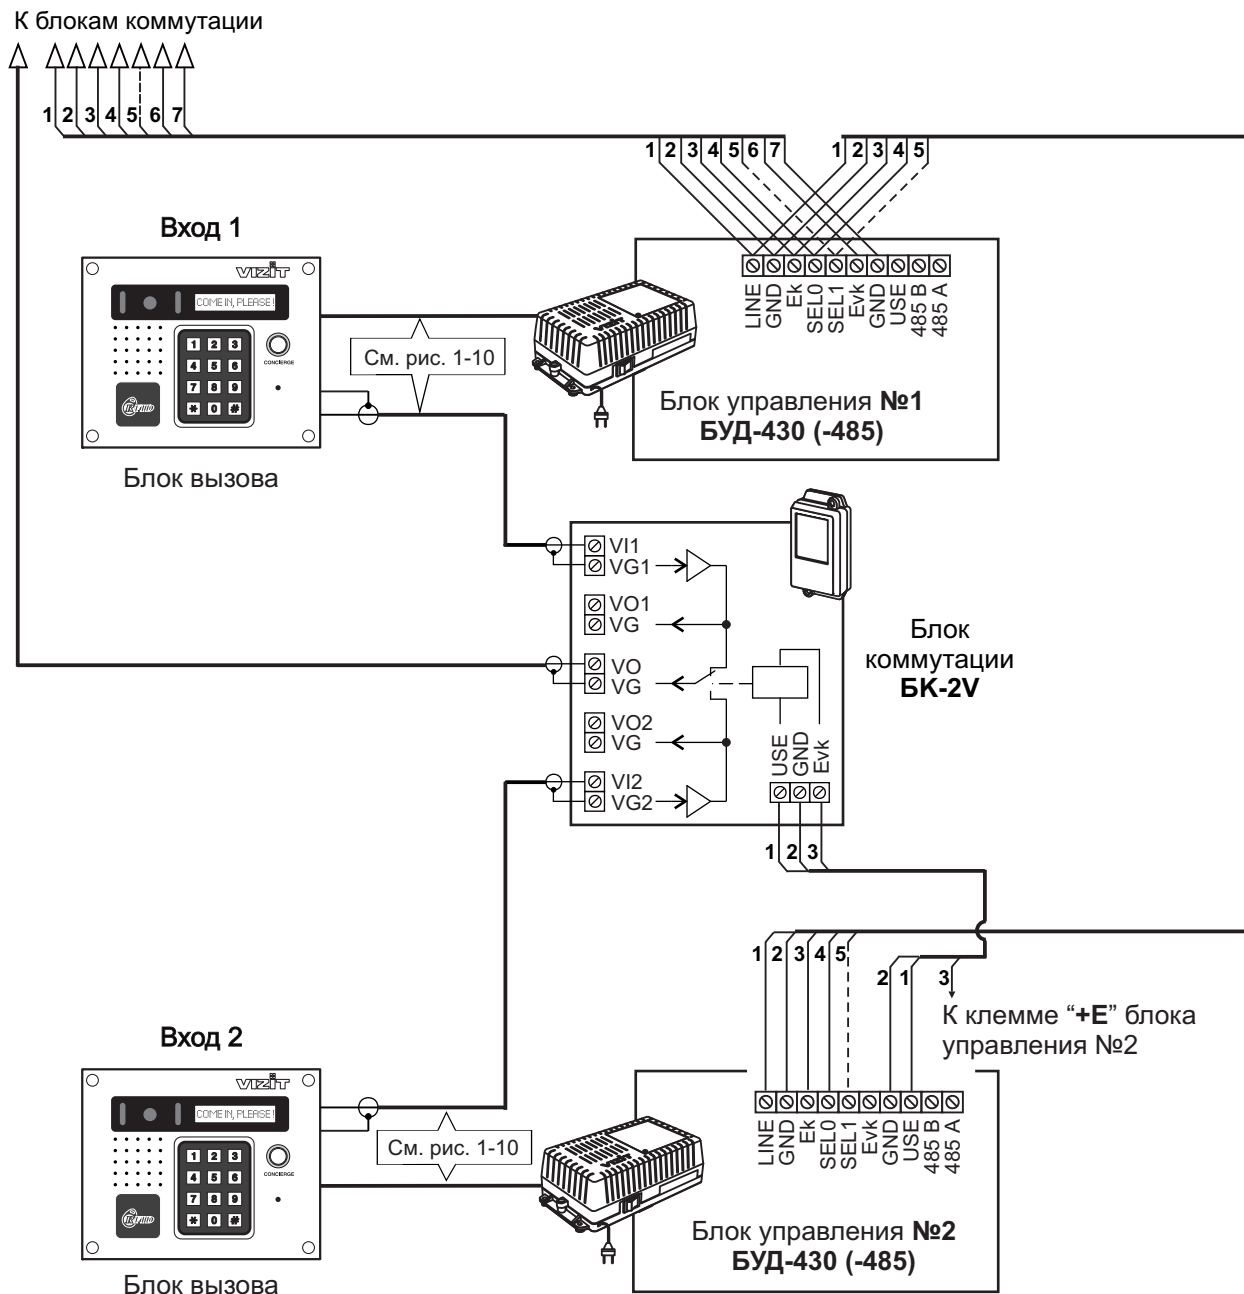 К блокам коммутации
1 2 3 4 5 6 7
1 2 3 4 5 6 7
1 2 3 4 5
Вход 1
VIZIT
COME IN, PLEASE!
1 2 3
4 5 6
7 8 9
* 0 #
CONCIERGE
Блок вызова
См. рис. 1-10
LINE
GND
Ek
SEL0
SEL1
Evk
GND
USE
485 B
485 A
Блок управления №1
БУД-430 (-485)
VI1
VG1
VO1
VG
VO
VG
VO2
VG
VI2
VG2
USE
GND
Evk
1 2 3
Блок
коммутации
БК-2V
1 2 3 4 5
2 1 3
К клемме “+E” блока
управления №2
Вход 2
VIZIT
COME IN, PLEASE!
1 2 3
4 5 6
7 8 9
* 0 #
CONCIERGE
Блок вызова
См. рис. 1-10
LINE
GND
Ek
SEL0
SEL1
Evk
GND
USE
485 B
485 A
Блок управления №2
БУД-430 (-485)